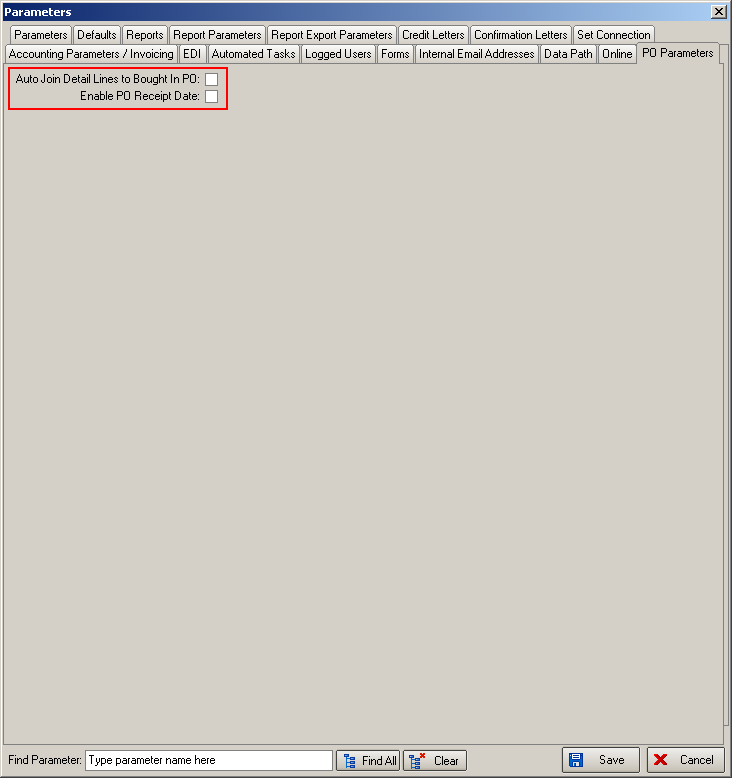 Parameters
Parameters Defaults Reports Report Parameters Report Export Parameters Credit Letters Confirmation Letters Set Connection
Accounting Parameters / Invoicing EDI Automated Tasks Logged Users Forms Internal Email Addresses Data Path Online PO Parameters
Auto Join Detail Lines to Bought In PO:
Enable PO Receipt Date:
Find Parameter: Type parameter name here Find All Clear Save Cancel